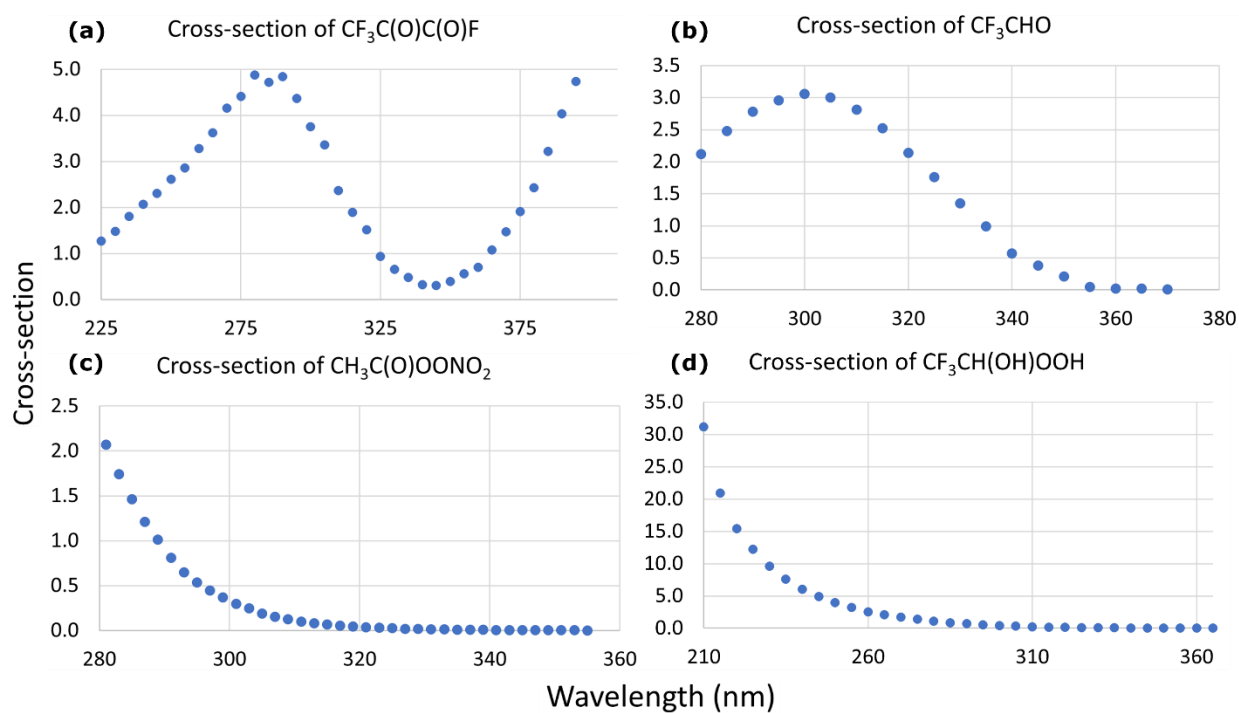 (a) Cross-section of CF₃C(O)C(O)F
5.0
4.0
3.0
2.0
1.0
0.0
225 275 325 375
(b) Cross-section of CF₃CHO
3.5
3.0
2.5
2.0
1.5
1.0
0.5
0.0
280 300 320 340 360 380
(c) Cross-section of CH₃C(O)OONO₂
2.5
2.0
1.5
1.0
0.5
0.0
280 300 320 340 360
(d) Cross-section of CF₃CH(OH)OOH
35.0
30.0
25.0
20.0
15.0
10.0
5.0
0.0
210 260 310 360
Cross-section
Wavelength (nm)